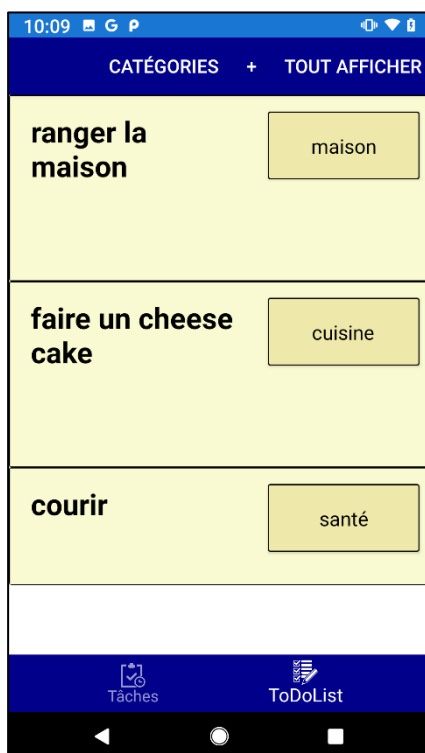 10:09 G P
CATÉGORIES + TOUT AFFICHER
ranger la
maison
maison
faire un cheese
cake
cuisine
courir
santé
Tâches
ToDoList